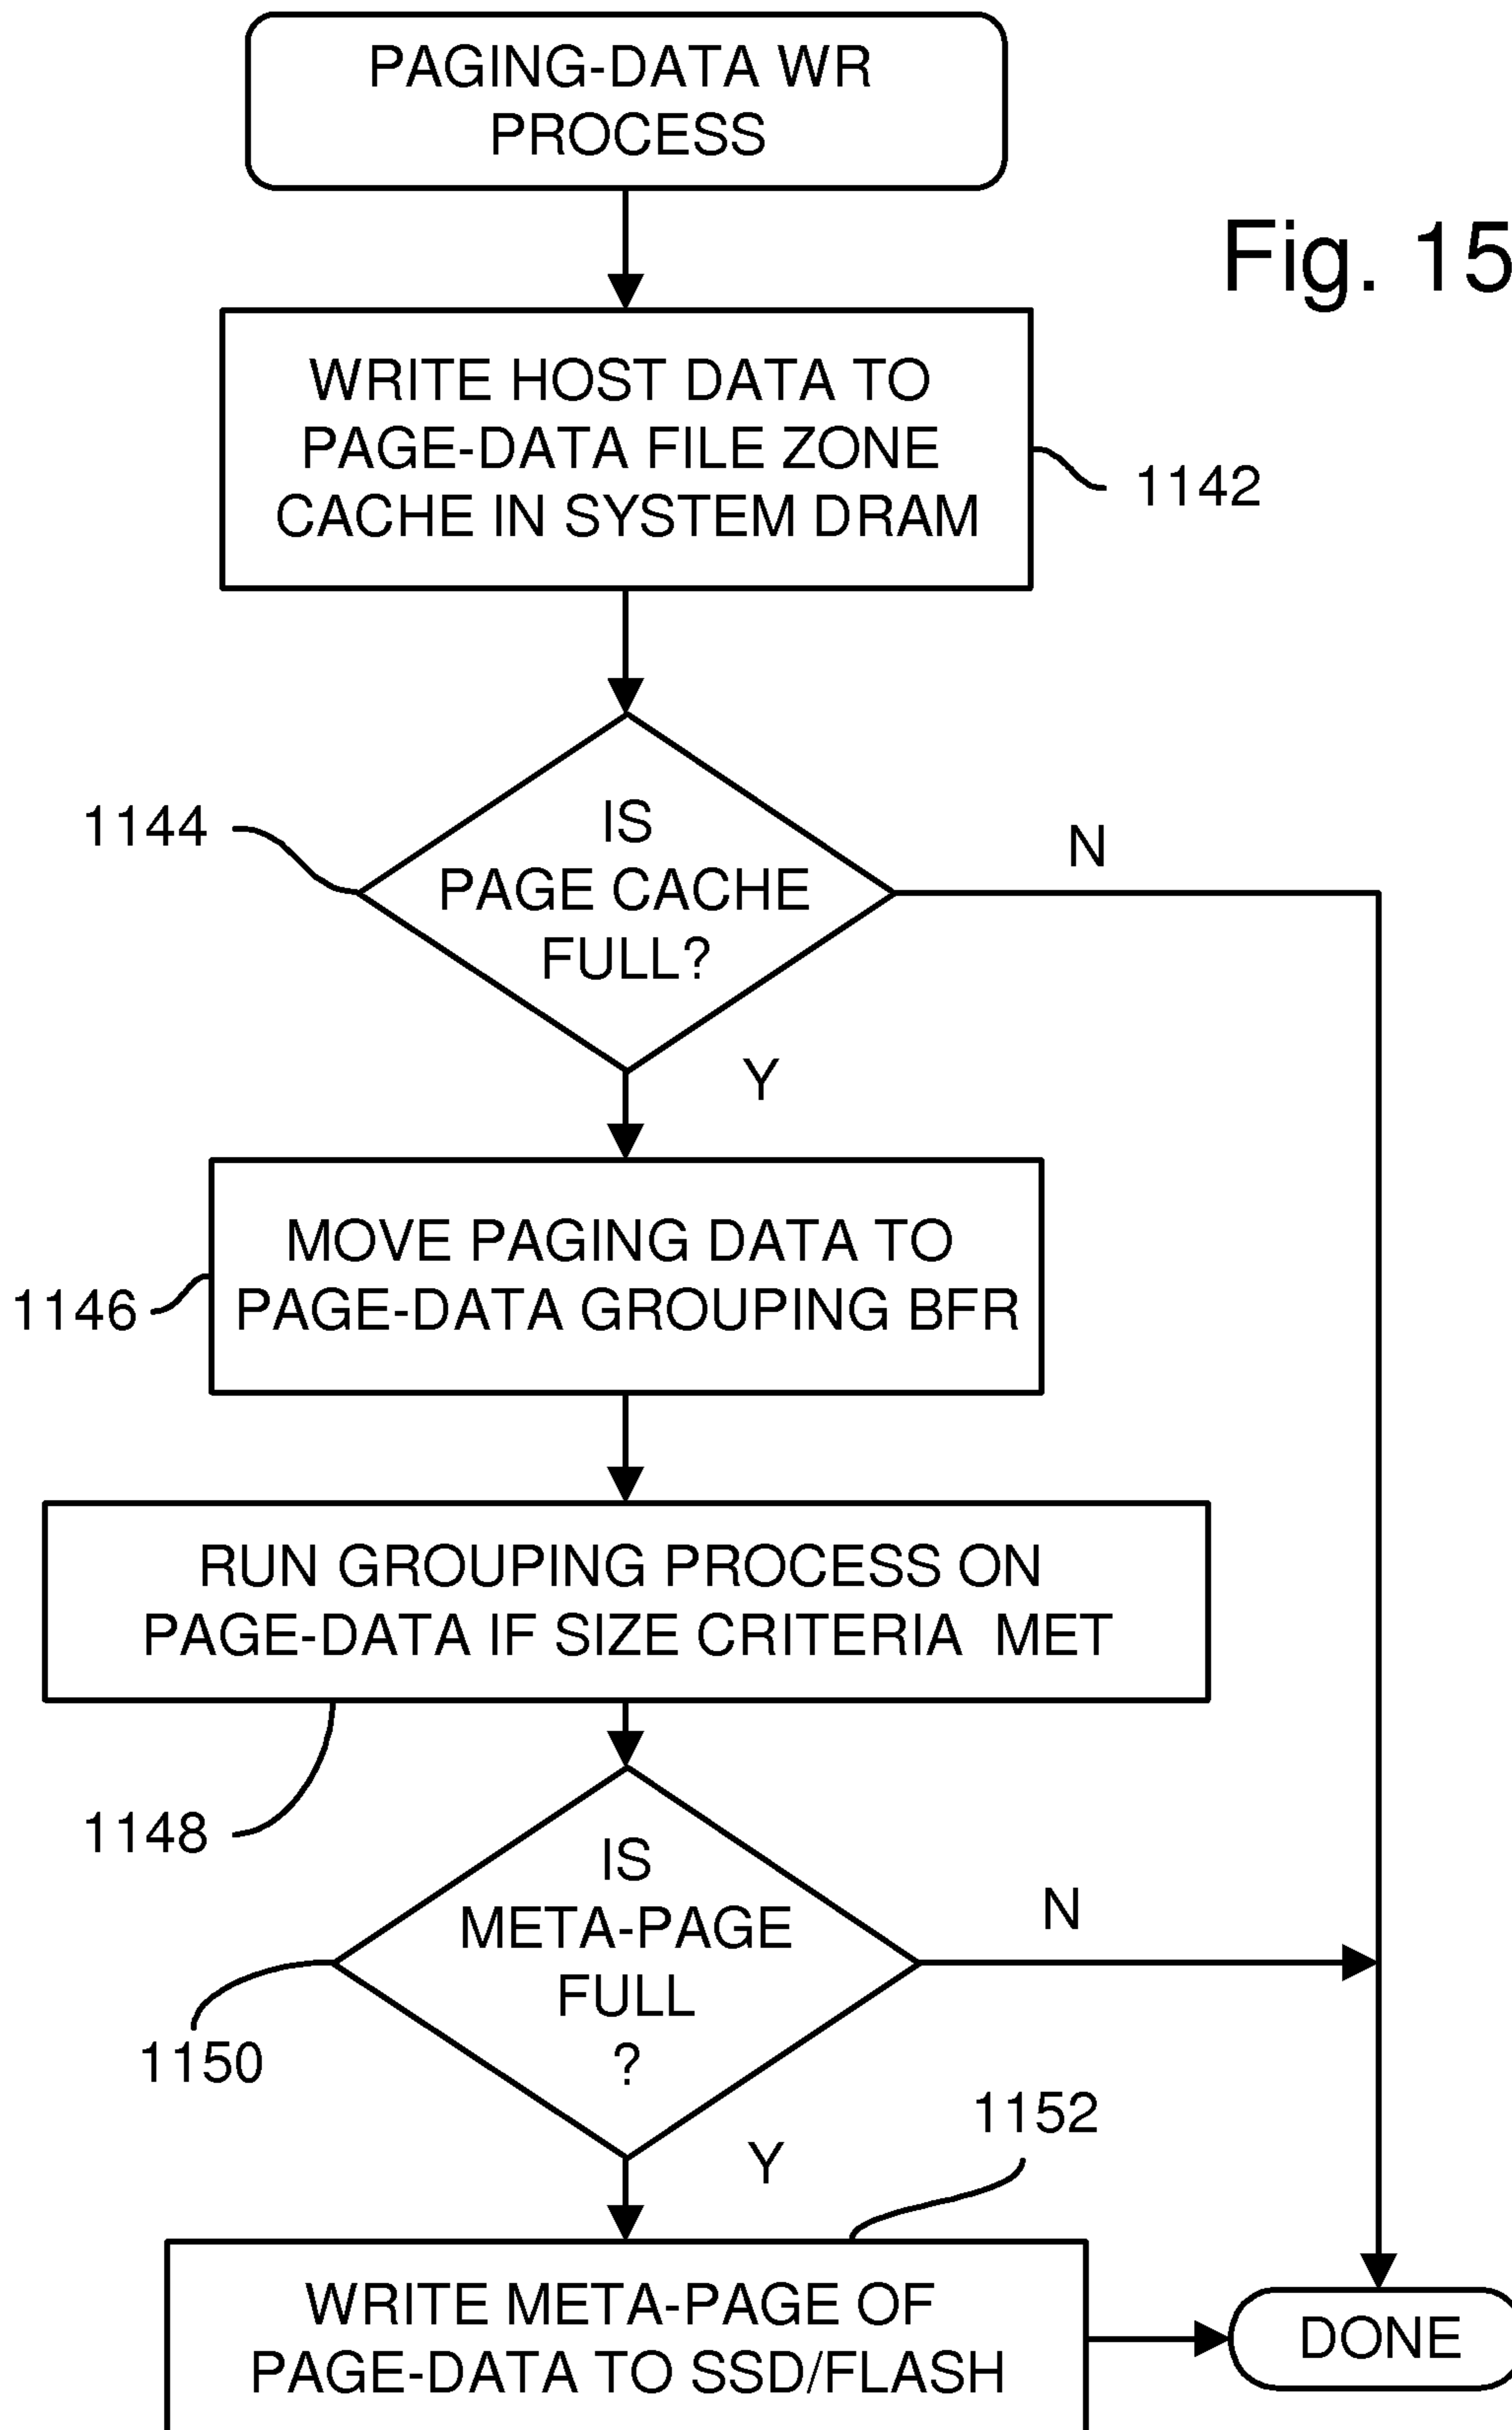 PAGING-DATA WR
PROCESS
Fig. 15
WRITE HOST DATA TO
PAGE-DATA FILE ZONE
CACHE IN SYSTEM DRAM
1142
1144
IS
PAGE CACHE
FULL?
N
Y
MOVE PAGING DATA TO
PAGE-DATA GROUPING BFR
1146
RUN GROUPING PROCESS ON
PAGE-DATA IF SIZE CRITERIA MET
1148
IS
META-PAGE
FULL
?
N
1150
1152
Y
WRITE META-PAGE OF
PAGE-DATA TO SSD/FLASH
DONE